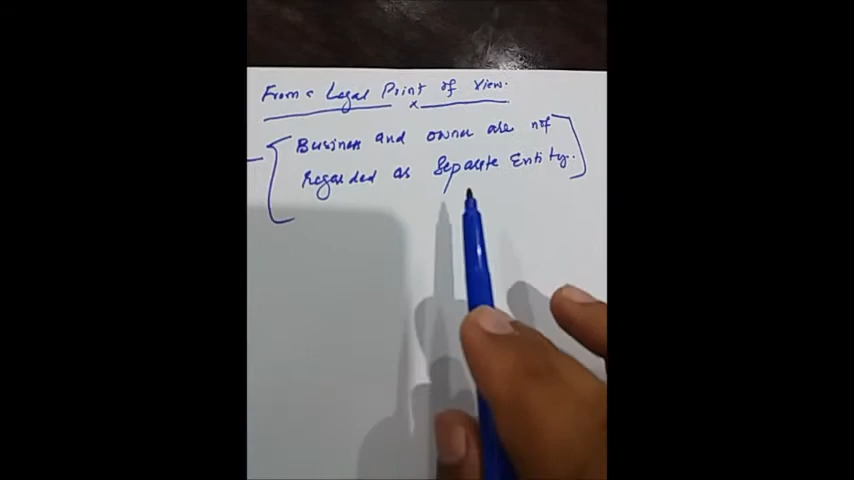 From a Legal Point of View.
x
Business and owner are not
regarded as Separate Entity.